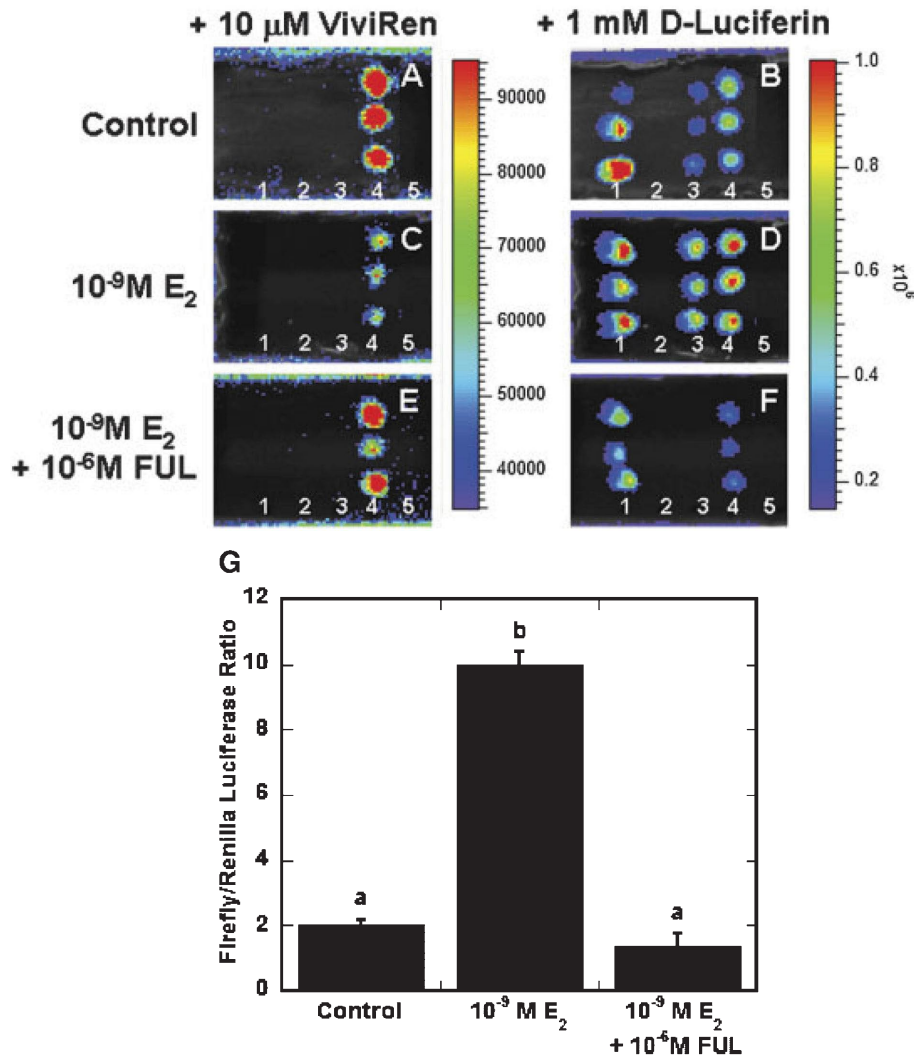 + 10 µM ViviRen
+ 1 mM D-Luciferin
Control
A
1 2 3 4 5
90000
80000
70000
60000
50000
40000
B
1 2 3 4 5
1.0
0.8
0.6
0.4
0.2
x10⁶
10⁻⁹M E₂
C
1 2 3 4 5
D
1 2 3 4 5
10⁻⁹M E₂
+ 10⁻⁶M FUL
E
1 2 3 4 5
F
1 2 3 4 5
G
Firefly/Renilla Luciferase Ratio
12
10
8
6
4
2
0
a
b
a
Control
10⁻⁹ M E₂
10⁻⁹ M E₂
+ 10⁻⁶M FUL